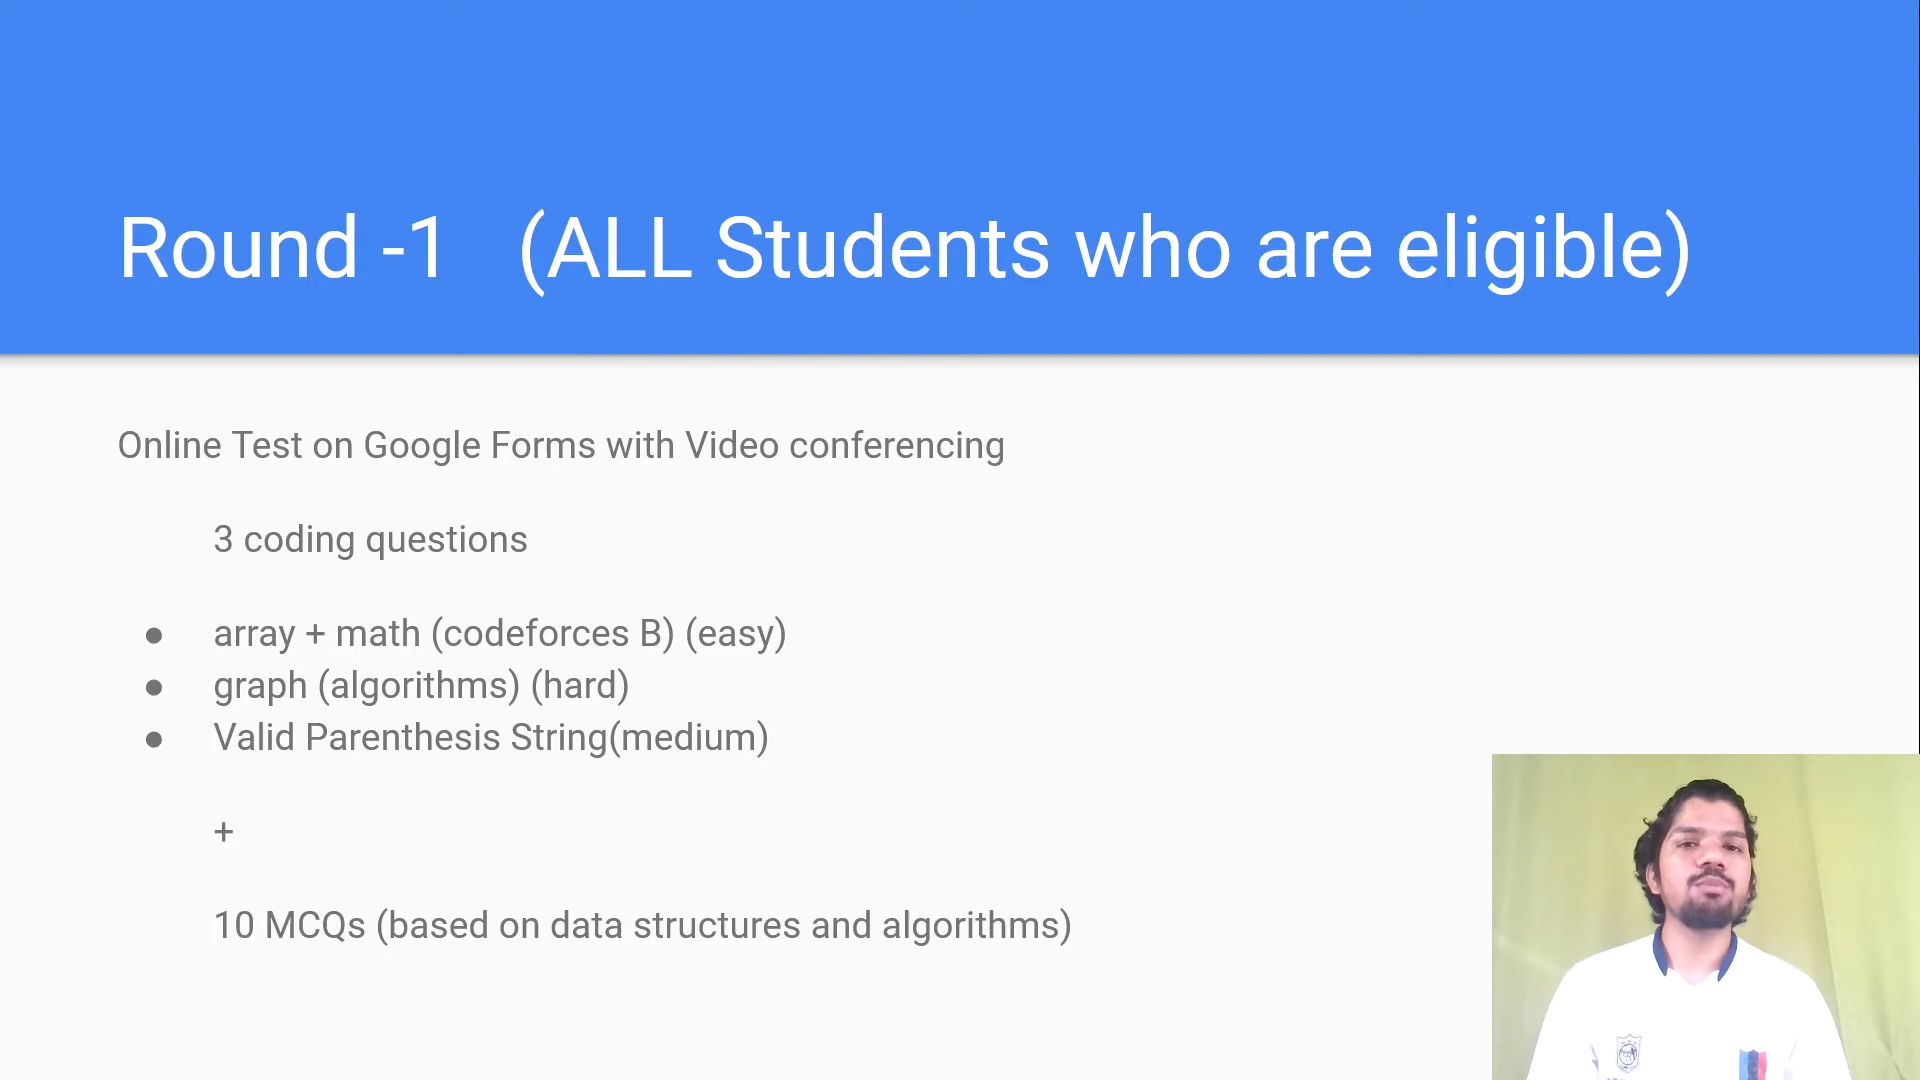 Round -1 (ALL Students who are eligible)
Online Test on Google Forms with Video conferencing
3 coding questions
● array + math (codeforces B) (easy)
● graph (algorithms) (hard)
● Valid Parenthesis String(medium)
+
10 MCQs (based on data structures and algorithms)